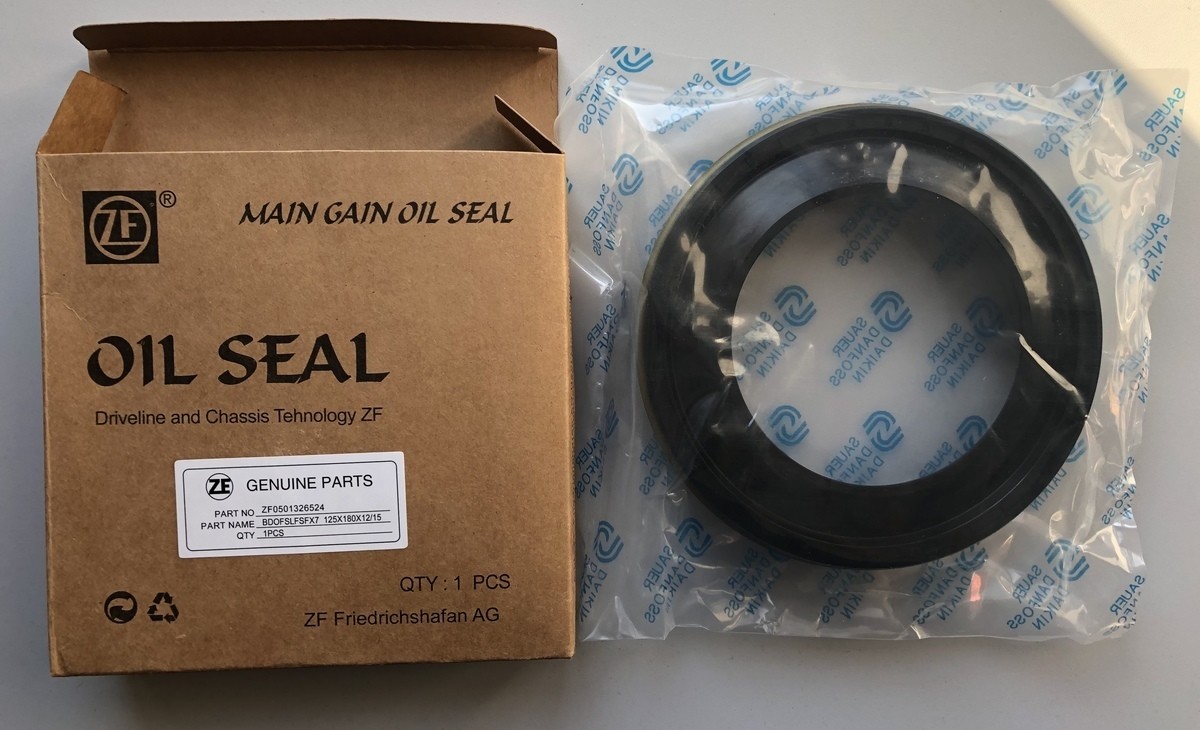 ZF ®
MAIN GAIN OIL SEAL
OIL SEAL
Driveline and Chassis Tehnology ZF
ZF GENUINE PARTS
PART NO ZF0501326524
PART NAME BDOFSLFSFX7 125X180X12/15
QTY 1PCS
QTY : 1 PCS
ZF Friedrichshafan AG
SAUER
DANFOSS
DAIKIN